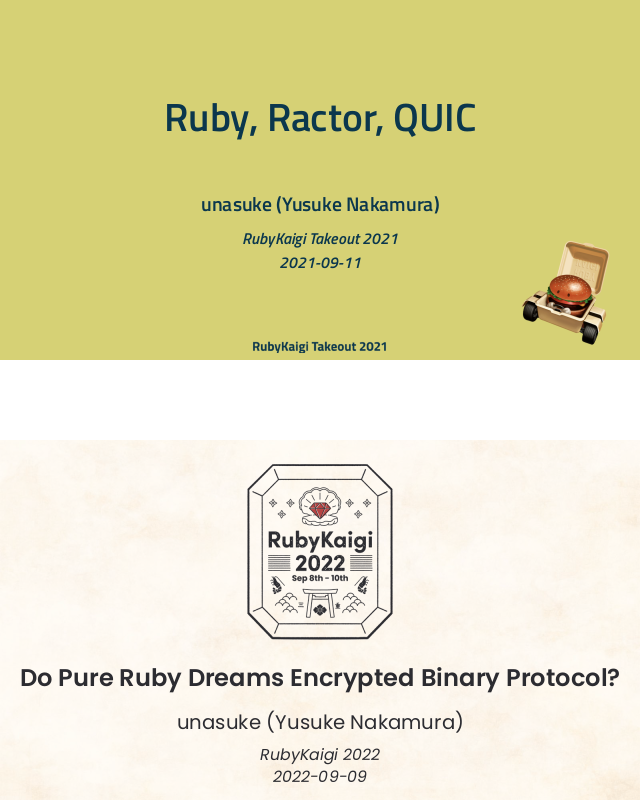 Ruby, Ractor, QUIC
unasuke (Yusuke Nakamura)
RubyKaigi Takeout 2021
2021-09-11
RubyKaigi Takeout 2021
RubyKaigi
2022
Sep 8th - 10th
Do Pure Ruby Dreams Encrypted Binary Protocol?
unasuke (Yusuke Nakamura)
RubyKaigi 2022
2022-09-09